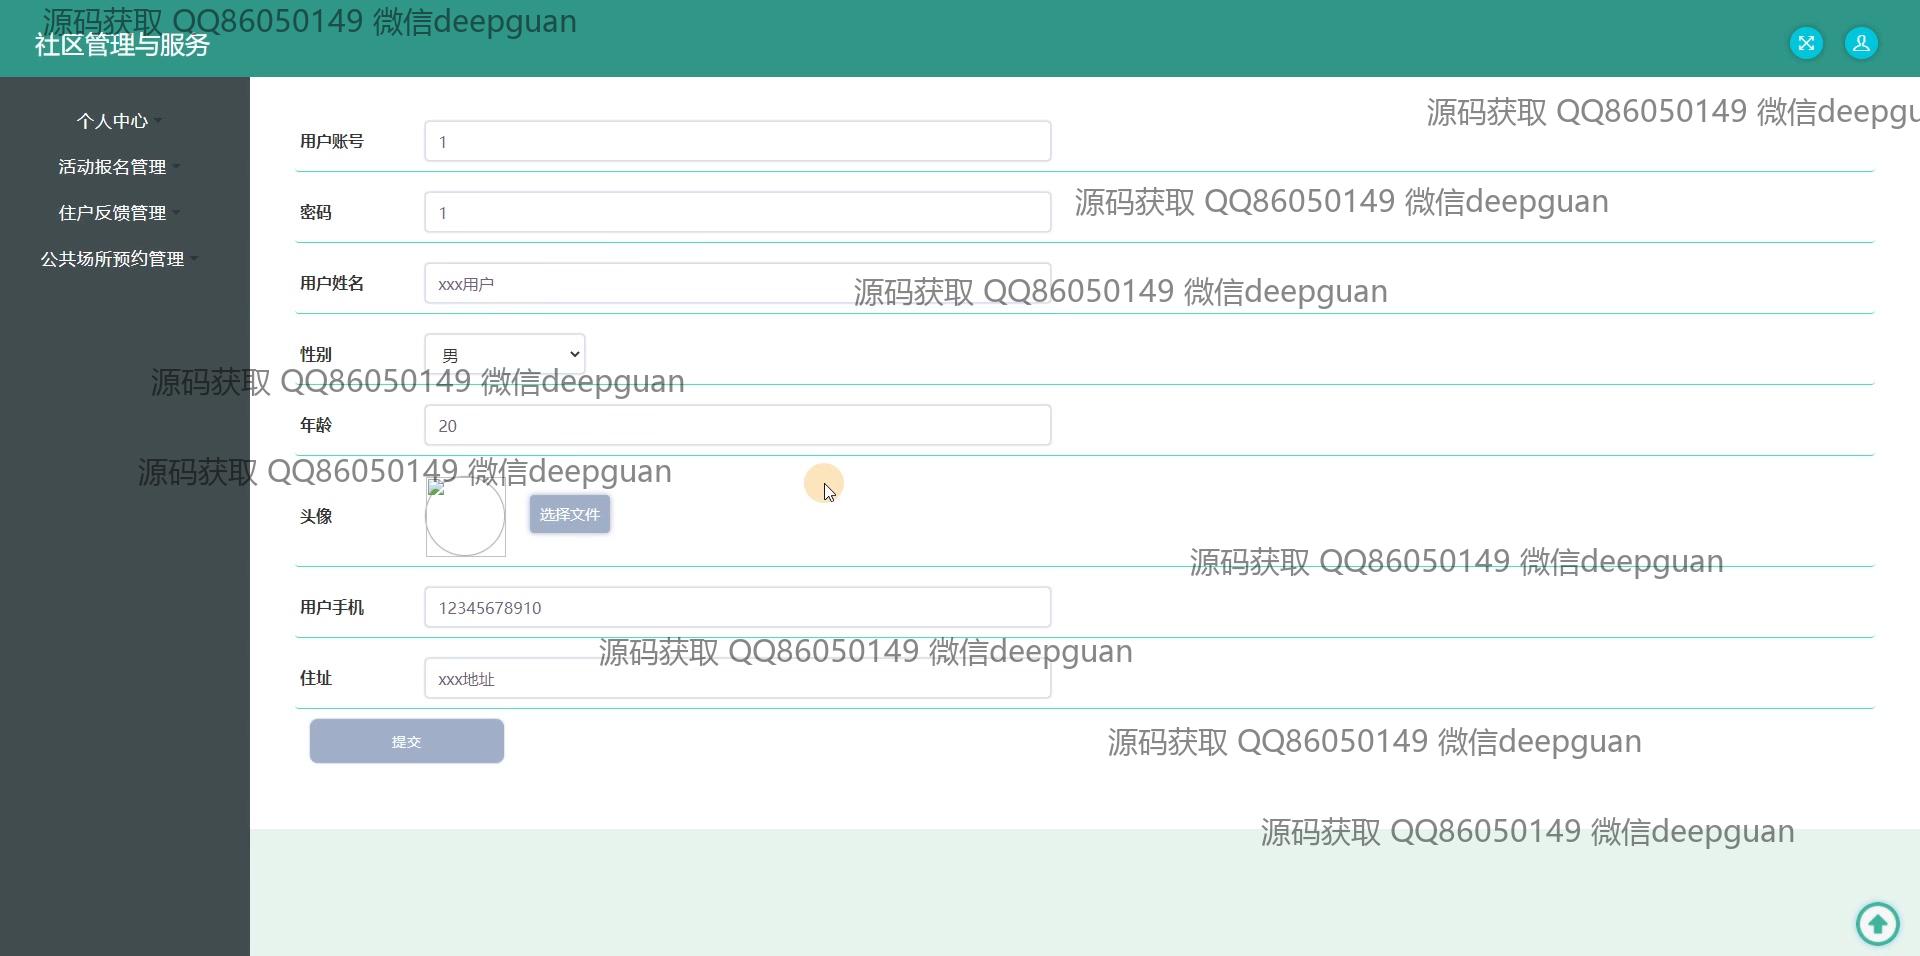 源码获取 QQ86050149 微信deepguan
社区管理与服务
个人中心
活动报名管理
住户反馈管理
公共场所预约管理
源码获取 QQ86050149 微信deepgu
用户账号 1
源码获取 QQ86050149 微信deepguan
密码 1
用户姓名 xxx用户
源码获取 QQ86050149 微信deepguan
性别 男
源码获取 QQ86050149 微信deepguan
年龄 20
源码获取 QQ86050149 微信deepguan
头像 选择文件
源码获取 QQ86050149 微信deepguan
用户手机 12345678910
源码获取 QQ86050149 微信deepguan
住址 xxx地址
提交
源码获取 QQ86050149 微信deepguan
源码获取 QQ86050149 微信deepguan